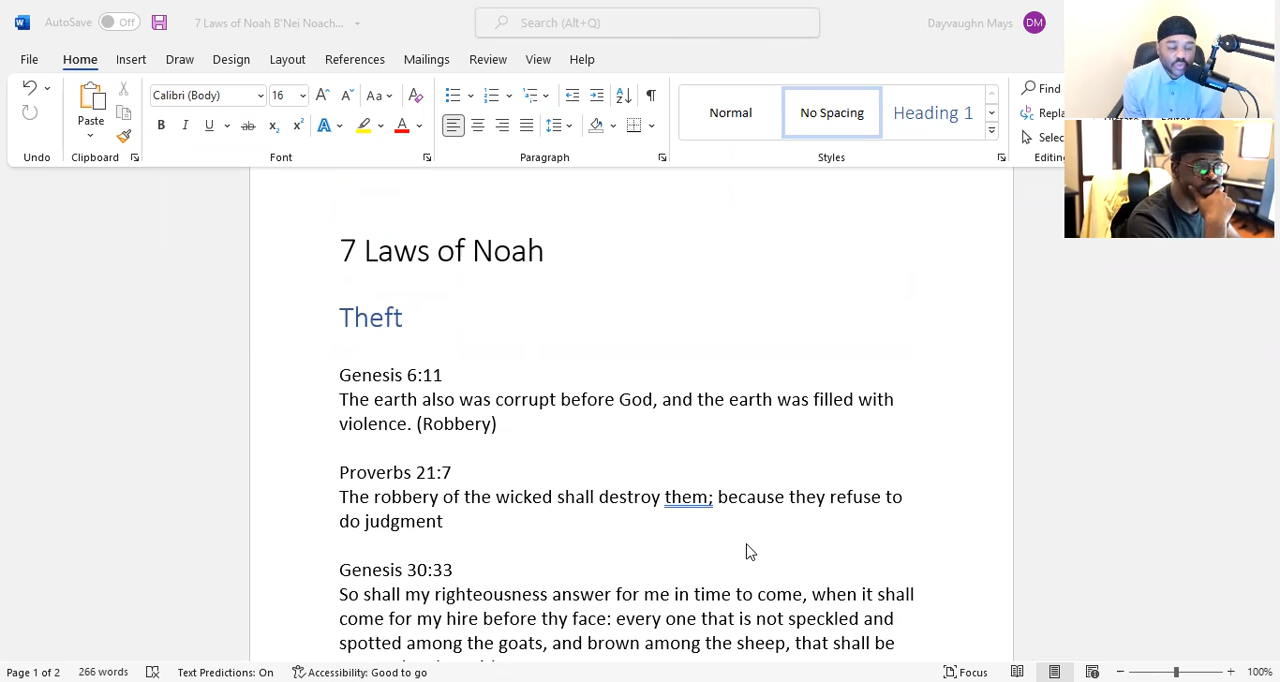 AutoSave Off 7 Laws of Noah B'Nei Noach... Search (Alt+Q) Dayvaughn Mays DM
File Home Insert Draw Design Layout References Mailings Review View Help
Paste Calibri (Body) 16 Aa Normal No Spacing Heading 1 Find
Repla
Selec
Undo Clipboard Font Paragraph Styles Editing
7 Laws of Noah
Theft
Genesis 6:11
The earth also was corrupt before God, and the earth was filled with
violence. (Robbery)
Proverbs 21:7
The robbery of the wicked shall destroy them; because they refuse to
do judgment
Genesis 30:33
So shall my righteousness answer for me in time to come, when it shall
come for my hire before thy face: every one that is not speckled and
spotted among the goats, and brown among the sheep, that shall be
Page 1 of 2 266 words Text Predictions: On Accessibility: Good to go Focus 100%